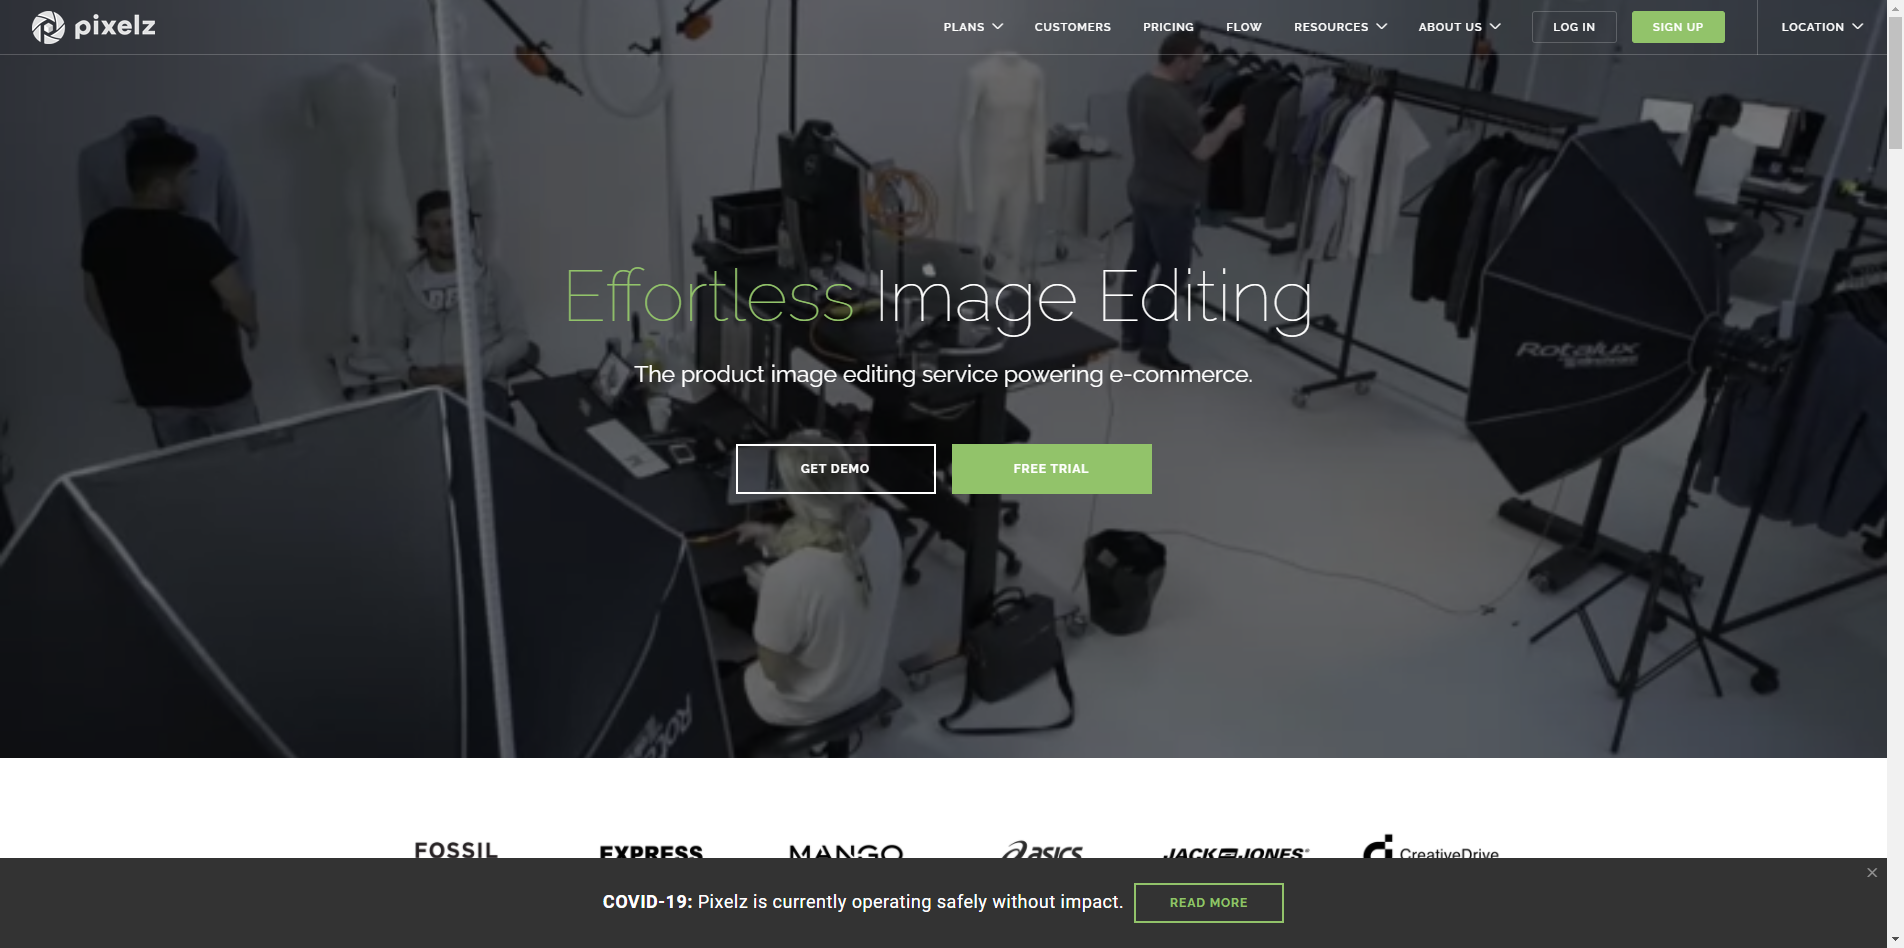 pixelz
PLANS
CUSTOMERS
PRICING
FLOW
RESOURCES
ABOUT US
LOG IN
SIGN UP
LOCATION
Effortless Image Editing
The product image editing service powering e-commerce.
GET DEMO
FREE TRIAL
Rotalux
FOSSIL
EXPRESS
MANGO
asics
JACK JONES®
CreativeDrive
COVID-19: Pixelz is currently operating safely without impact.
READ MORE